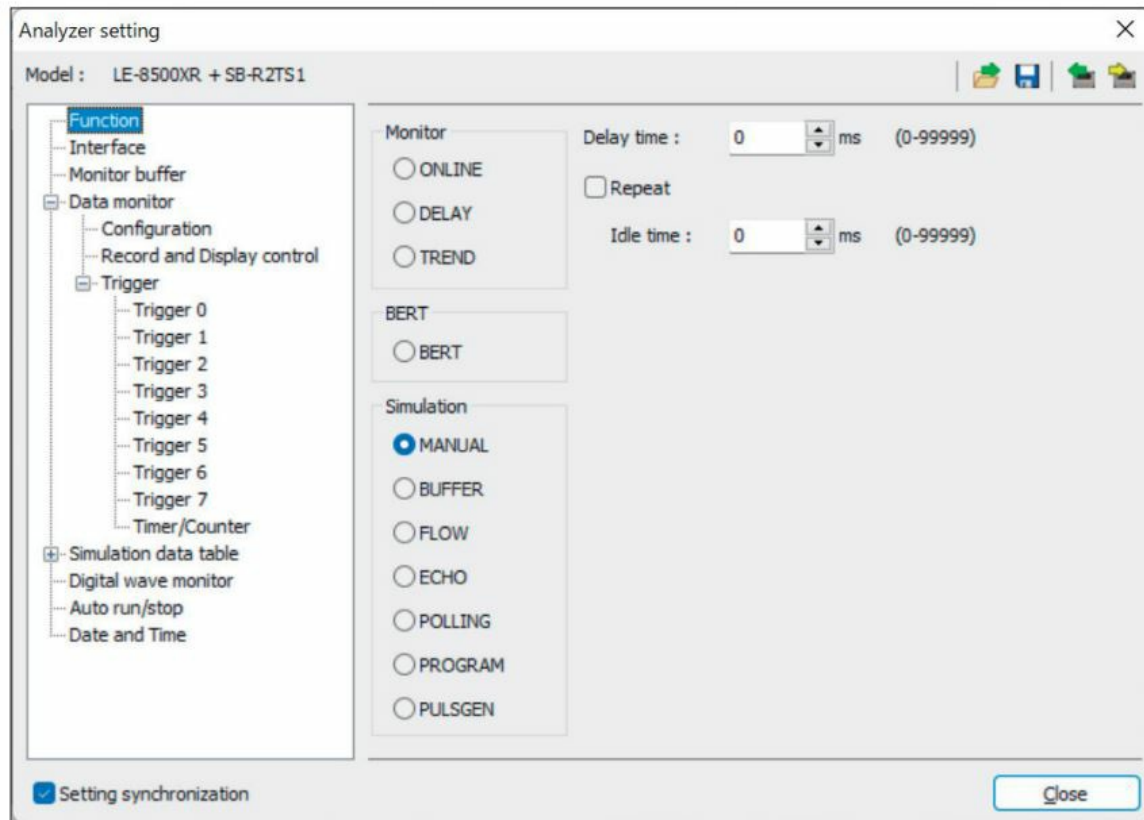 Analyzer setting
Model : LE-8500XR + SB-R2TS1
Function
Interface
Monitor buffer
Data monitor
Configuration
Record and Display control
Trigger
Trigger 0
Trigger 1
Trigger 2
Trigger 3
Trigger 4
Trigger 5
Trigger 6
Trigger 7
Timer/Counter
Simulation data table
Digital wave monitor
Auto run/stop
Date and Time
Monitor
ONLINE
DELAY
TREND
BERT
BERT
Simulation
MANUAL
BUFFER
FLOW
ECHO
POLLING
PROGRAM
PULSGEN
Delay time : 0 ms (0-99999)
Repeat
Idle time : 0 ms (0-99999)
Setting synchronization
Close